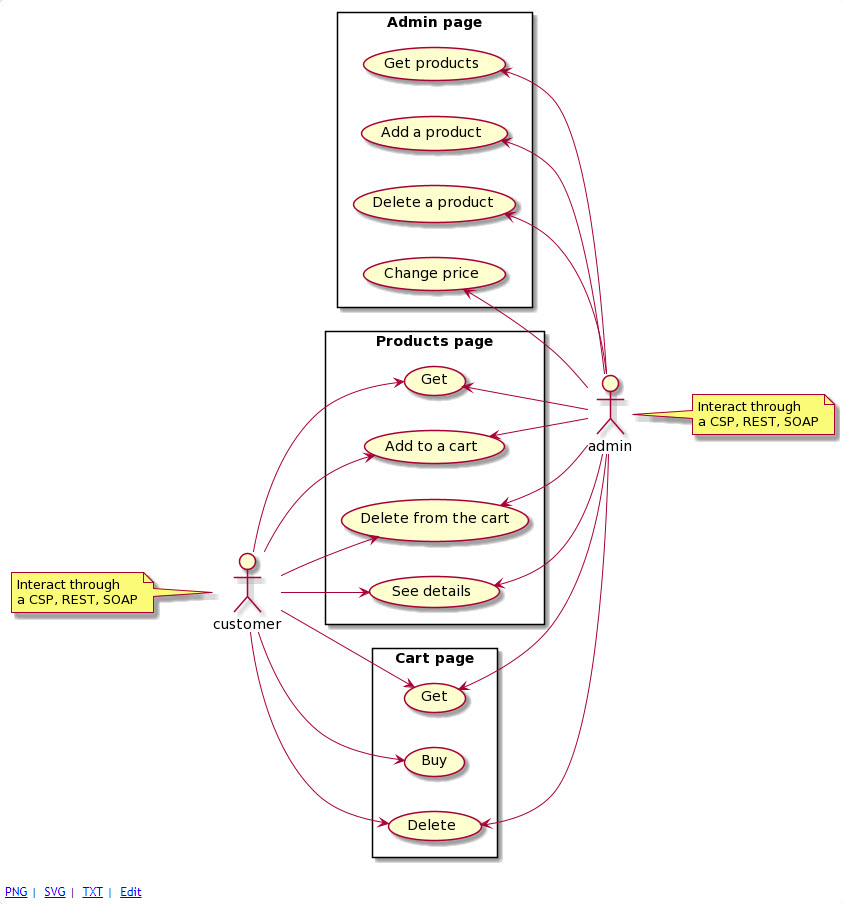 Admin page
Get products
Add a product
Delete a product
Change price
Products page
Get
Add to a cart
Delete from the cart
See details
admin
Interact through
a CSP, REST, SOAP
Interact through
a CSP, REST, SOAP
customer
Cart page
Get
Buy
Delete
PNG | SVG | TXT | Edit